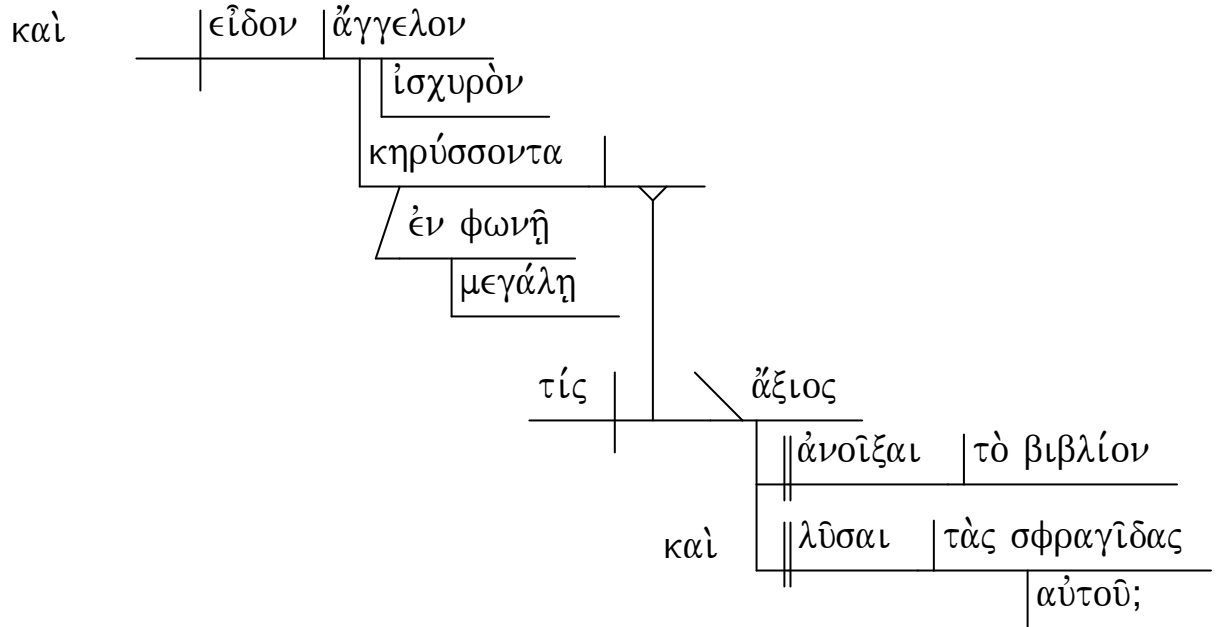 καὶ εἶδον ἄγγελον
ἰσχυρὸν
κηρύσσοντα
ἐν φωνῇ
μεγάλῃ
τίς ἄξιος
ἀνοῖξαι τὸ βιβλίον
καὶ λῦσαι τὰς σφραγῖδας
αὐτοῦ;